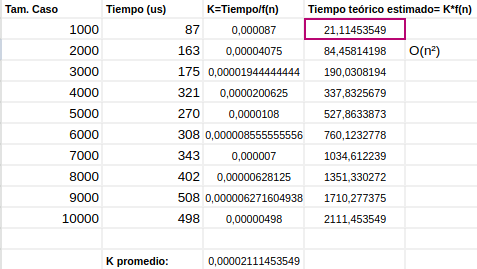 Tam. Caso Tiempo (us) K=Tiempo/f(n) Tiempo teórico estimado= K*f(n)
1000 87 0,000087 21,11453549
2000 163 0,00004075 84,45814198 O(n²)
3000 175 0,00001944444444 190,0308194
4000 321 0,0000200625 337,8325679
5000 270 0,0000108 527,8633873
6000 308 0,000008555555556 760,1232778
7000 343 0,000007 1034,612239
8000 402 0,00000628125 1351,330272
9000 508 0,000006271604938 1710,277375
10000 498 0,00000498 2111,453549
K promedio: 0,00002111453549